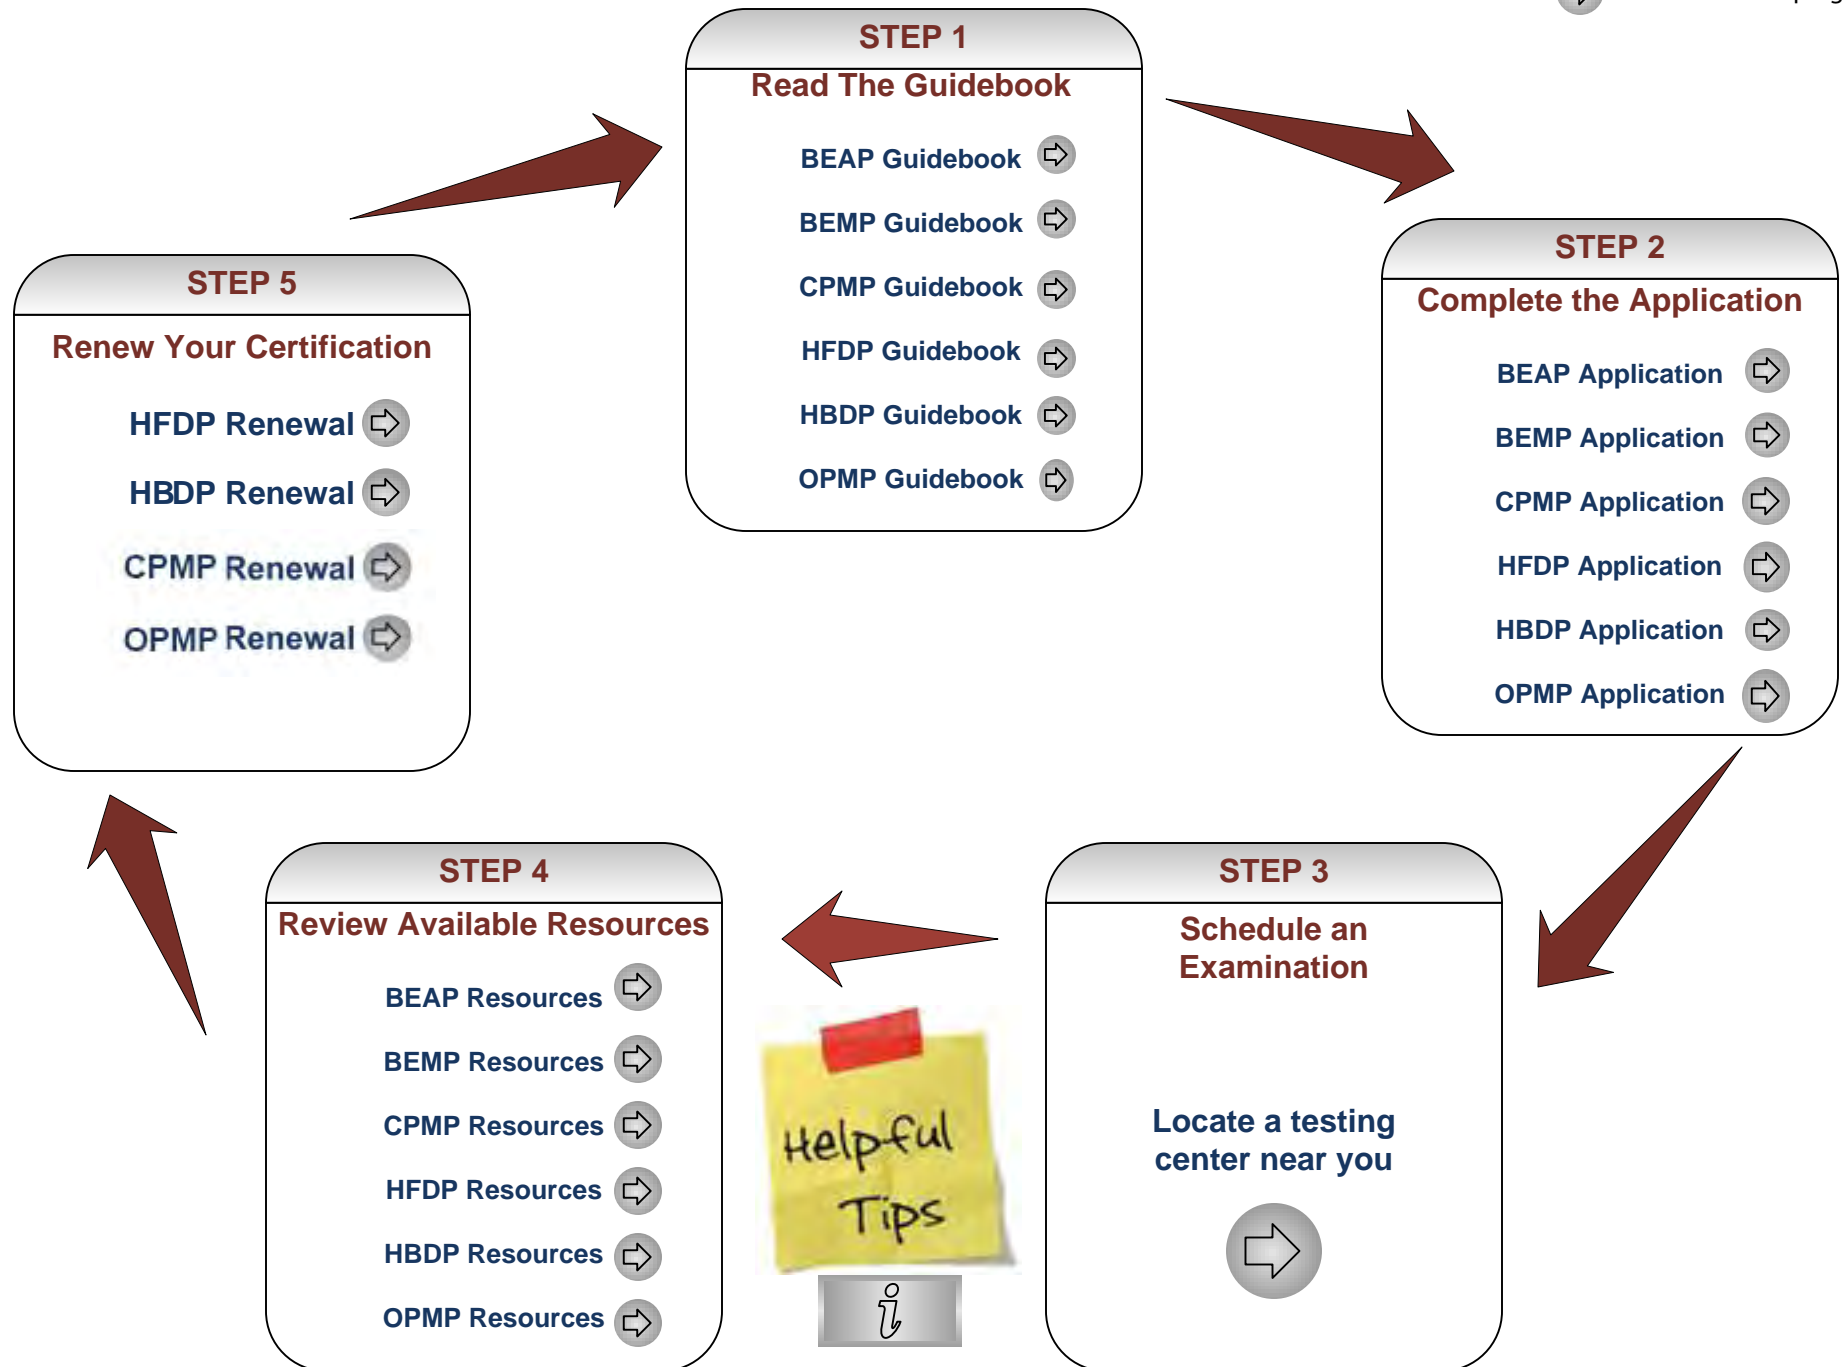 STEP 1
Read The Guidebook
BEAP Guidebook
BEMP Guidebook
CPMP Guidebook
HFDP Guidebook
HBDP Guidebook
OPMP Guidebook
STEP 2
Complete the Application
BEAP Application
BEMP Application
CPMP Application
HFDP Application
HBDP Application
OPMP Application
STEP 3
Schedule an
Examination
Locate a testing
center near you
STEP 4
Review Available Resources
BEAP Resources
BEMP Resources
CPMP Resources
HFDP Resources
HBDP Resources
OPMP Resources
Helpful
Tips
i
STEP 5
Renew Your Certification
HFDP Renewal
HBDP Renewal
CPMP Renewal
OPMP Renewal